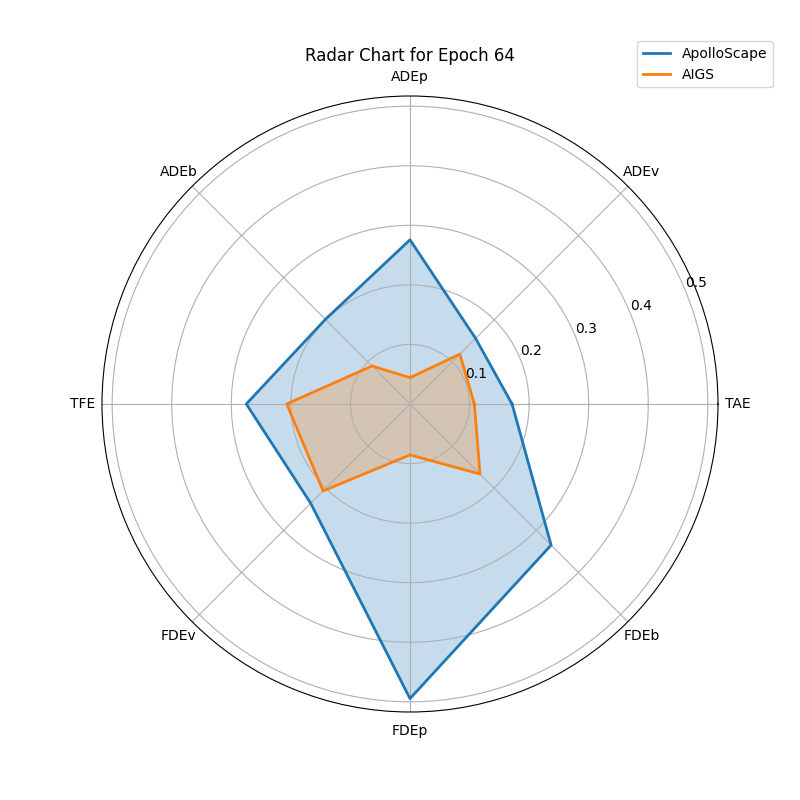 Radar Chart for Epoch 64
ApolloScape
AIGS
ADEp
ADEb
ADEv
0.5
0.4
0.3
0.2
0.1
TFE
TAE
FDEv
FDEb
FDEp